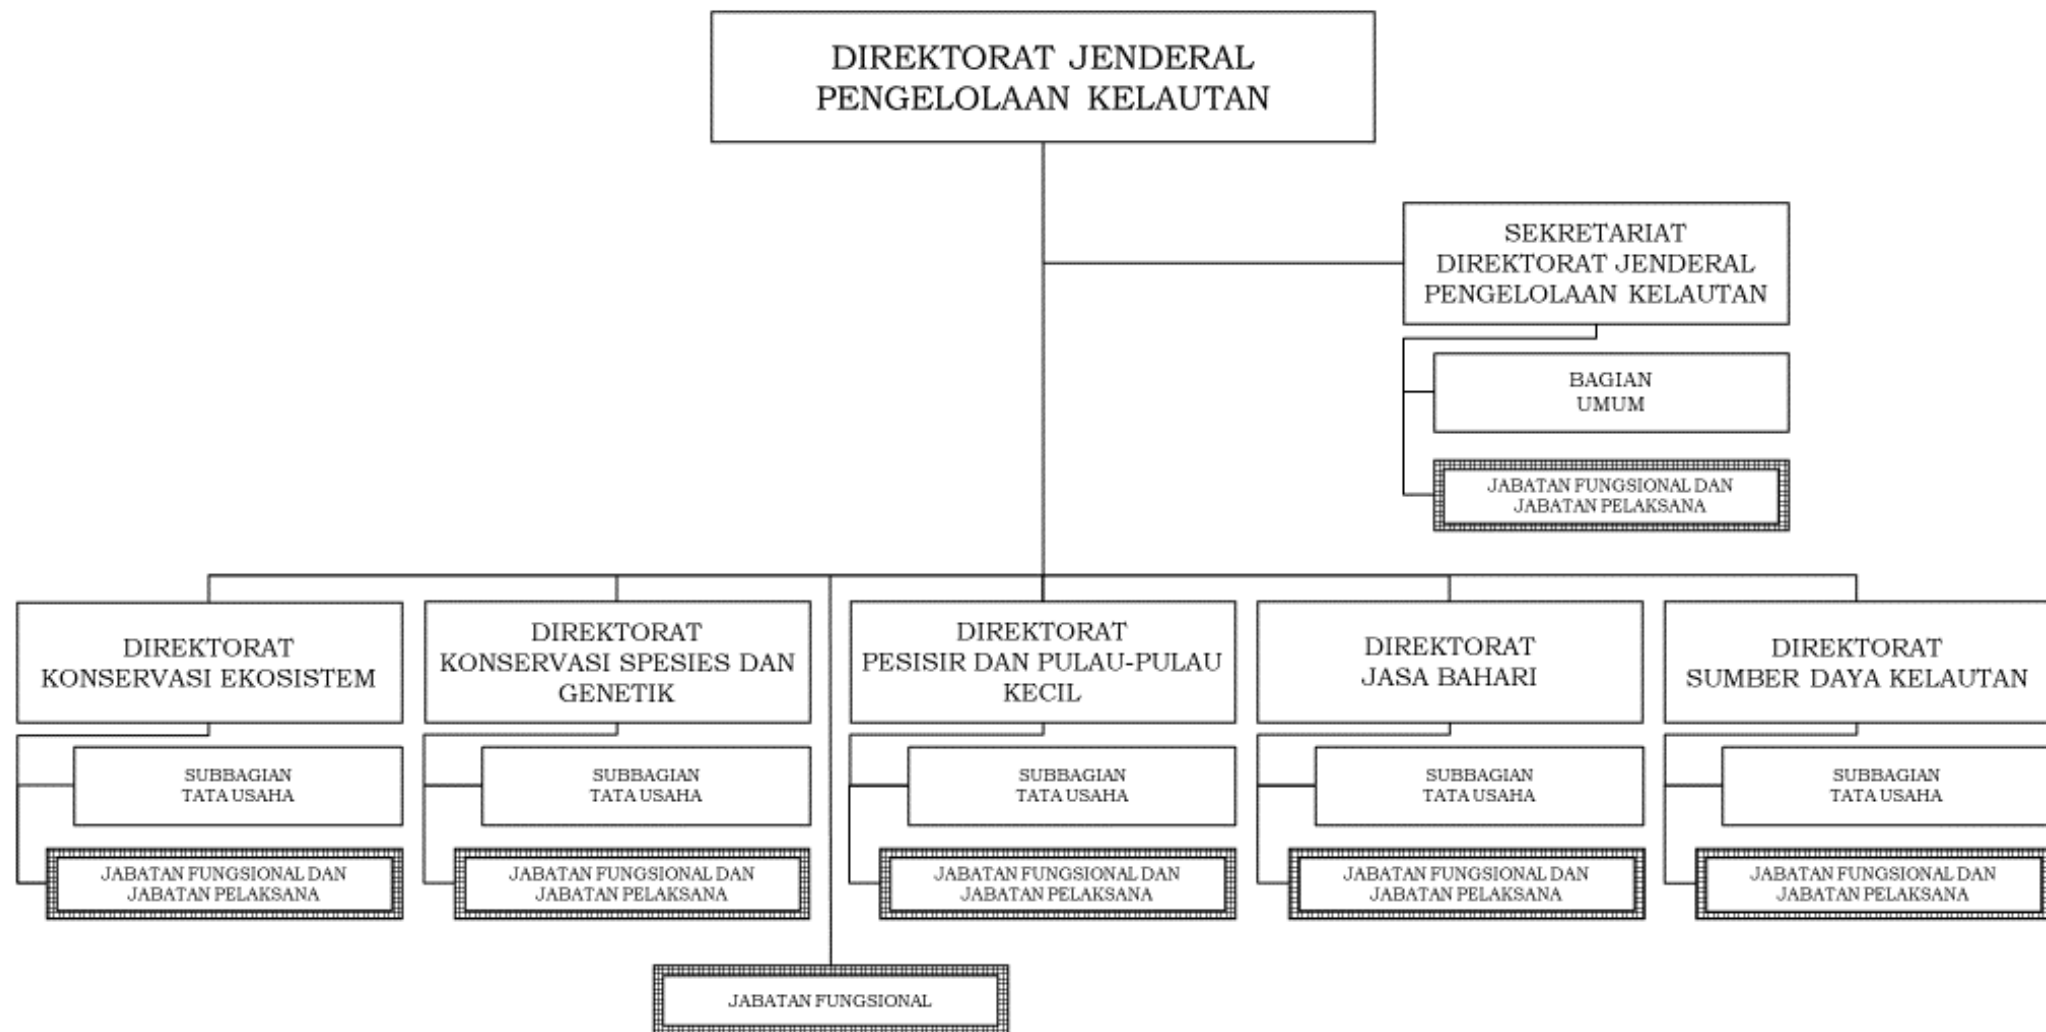 DIREKTORAT JENDERAL
PENGELOLAAN KELAUTAN
SEKRETARIAT
DIREKTORAT JENDERAL
PENGELOLAAN KELAUTAN
BAGIAN
UMUM
JABATAN FUNGSIONAL DAN
JABATAN PELAKSANA
DIREKTORAT
KONSERVASI EKOSISTEM
SUBBAGIAN
TATA USAHA
JABATAN FUNGSIONAL DAN
JABATAN PELAKSANA
DIREKTORAT
KONSERVASI SPESIES DAN
GENETIK
SUBBAGIAN
TATA USAHA
JABATAN FUNGSIONAL DAN
JABATAN PELAKSANA
DIREKTORAT
PESISIR DAN PULAU-PULAU
KECIL
SUBBAGIAN
TATA USAHA
JABATAN FUNGSIONAL DAN
JABATAN PELAKSANA
DIREKTORAT
JASA BAHARI
SUBBAGIAN
TATA USAHA
JABATAN FUNGSIONAL DAN
JABATAN PELAKSANA
DIREKTORAT
SUMBER DAYA KELAUTAN
SUBBAGIAN
TATA USAHA
JABATAN FUNGSIONAL DAN
JABATAN PELAKSANA
JABATAN FUNGSIONAL